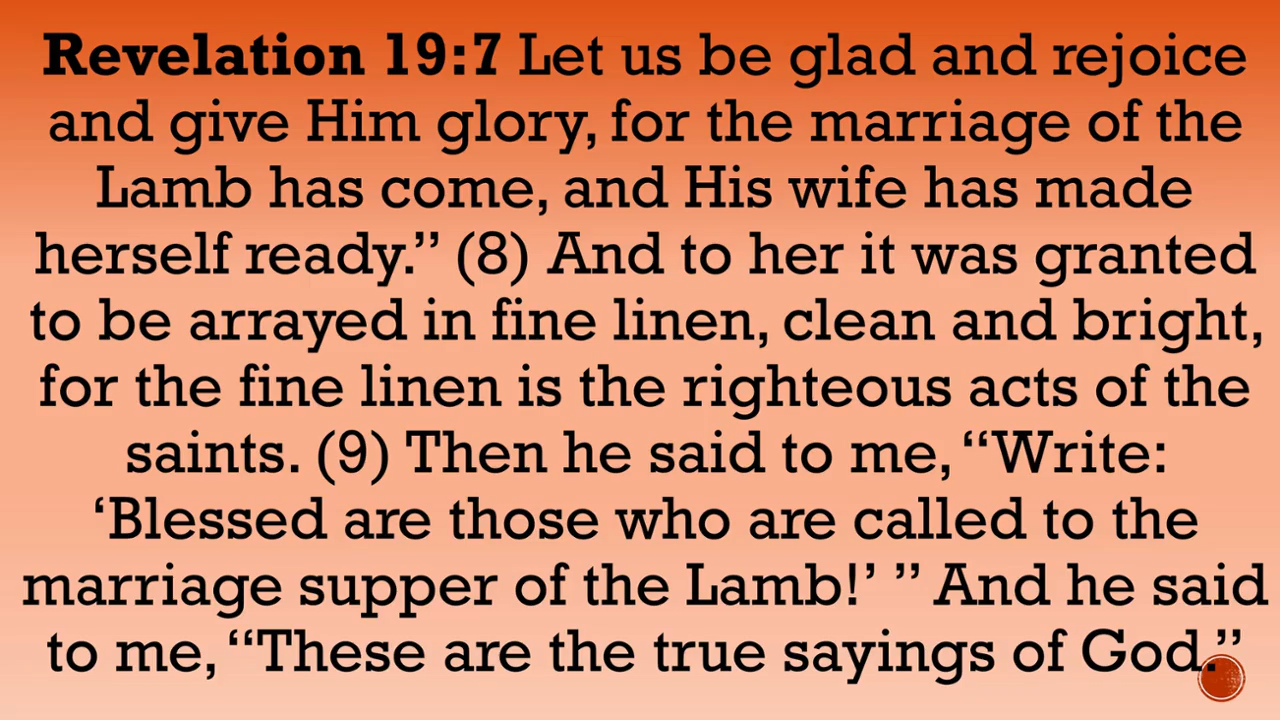 Revelation 19:7 Let us be glad and rejoice
and give Him glory, for the marriage of the
Lamb has come, and His wife has made
herself ready.” (8) And to her it was granted
to be arrayed in fine linen, clean and bright,
for the fine linen is the righteous acts of the
saints. (9) Then he said to me, “Write:
‘Blessed are those who are called to the
marriage supper of the Lamb!’ ” And he said
to me, “These are the true sayings of God.”